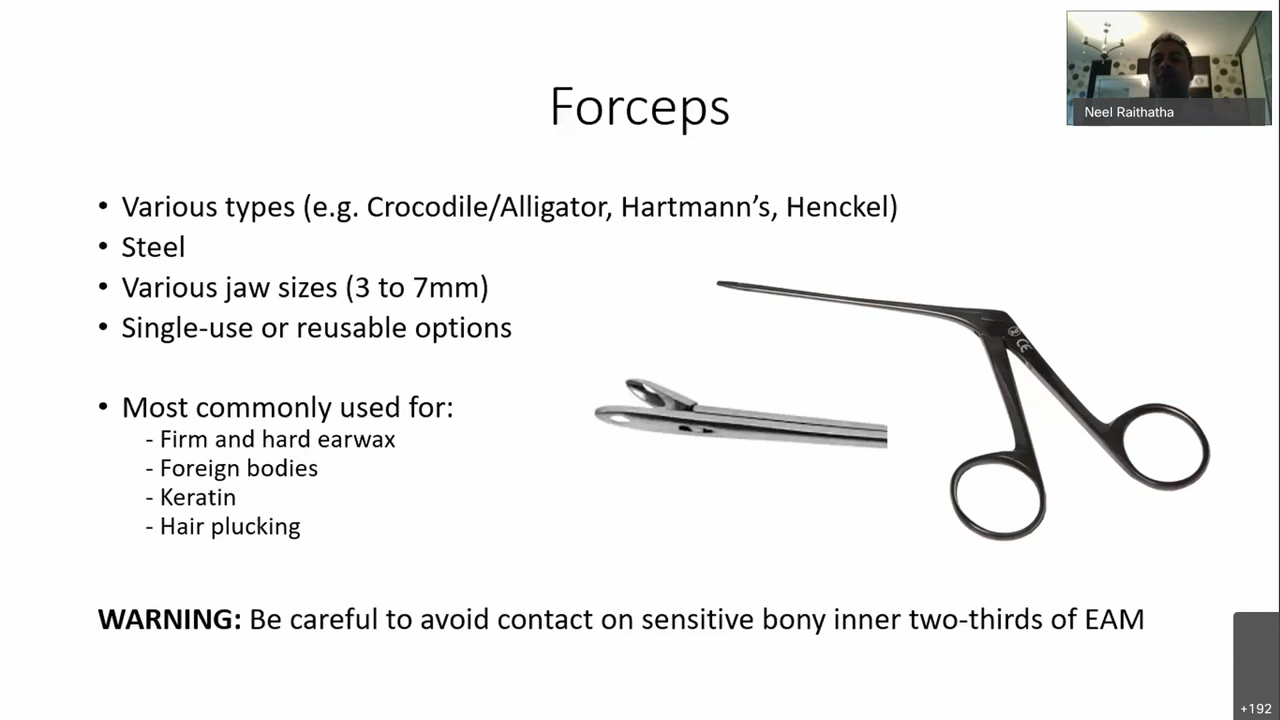 Neel Raithatha
Forceps
• Various types (e.g. Crocodile/Alligator, Hartmann’s, Henckel)
• Steel
• Various jaw sizes (3 to 7mm)
• Single-use or reusable options
• Most commonly used for:
- Firm and hard earwax
- Foreign bodies
- Keratin
- Hair plucking
CE
WARNING: Be careful to avoid contact on sensitive bony inner two-thirds of EAM
+192